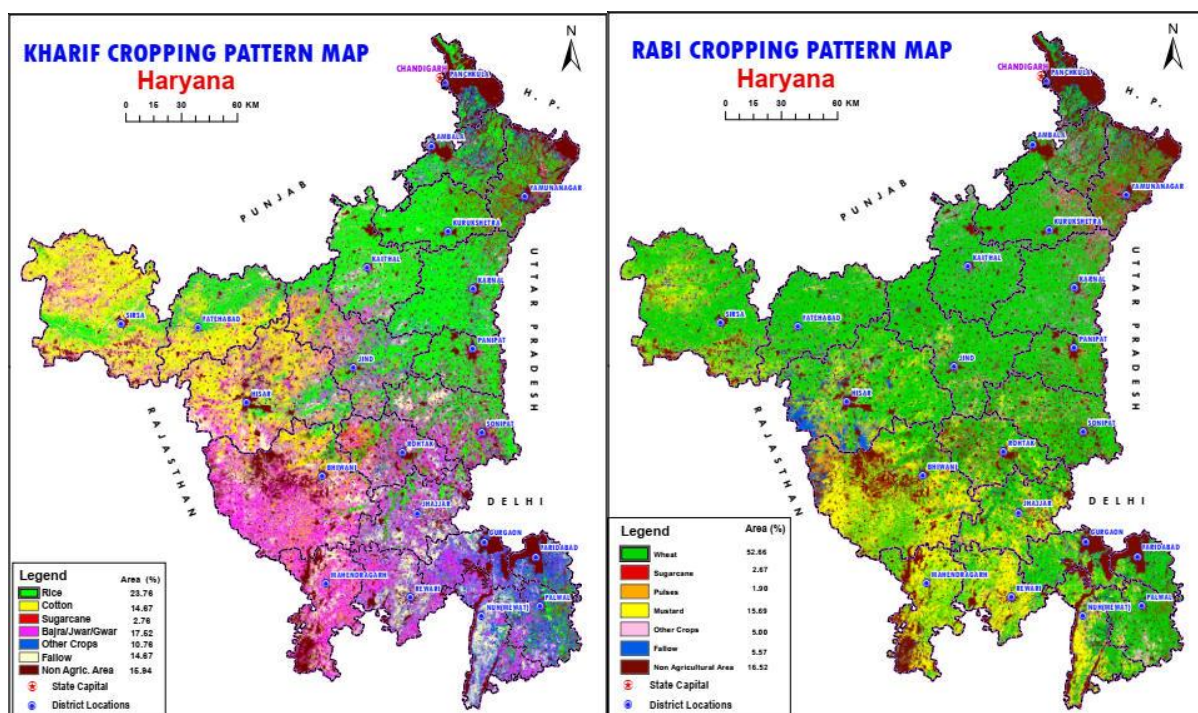 KHARIF CROPPING PATTERN MAP
Haryana
0 15 30 60 KM
N
CHANDIGARH
PANCHKULA
H. P.
AMBALA
YAMUNANAGAR
PUNJAB
KURUKSHETRA
KAITHAL
KARNAL
UTTAR PRADESH
SIRSA
FATEHABAD
PANIPAT
JIND
HISAR
RAJASTHAN
SONIPAT
ROHTAK
BHIWANI
DELHI
JHAJJAR
GURGAON
FARIDABAD
MAHENDRAGARH
REWARI
PALWAL
NUH(MEWAT)
Legend Area (%)
Rice 23.76
Cotton 14.67
Sugarcane 2.76
Bajra/Jwar/Gwar 17.52
Other Crops 10.76
Fallow 14.67
Non Agric. Area 15.94
State Capital
District Locations
RABI CROPPING PATTERN MAP
Haryana
0 15 30 60 KM
N
CHANDIGARH
PANCHKULA
H. P.
AMBALA
YAMUNANAGAR
PUNJAB
KURUKSHETRA
KAITHAL
KARNAL
UTTAR PRADESH
SIRSA
FATEHABAD
PANIPAT
JIND
HISAR
RAJASTHAN
SONIPAT
ROHTAK
BHIWANI
DELHI
JHAJJAR
GURGAON
FARIDABAD
MAHENDRAGARH
REWARI
PALWAL
NUH(MEWAT)
Legend Area (%)
Wheat 52.66
Sugarcane 2.67
Pulses 1.90
Mustard 15.69
Other Crops 5.00
Fallow 5.57
Non Agricultural Area 16.52
State Capital
District Locations